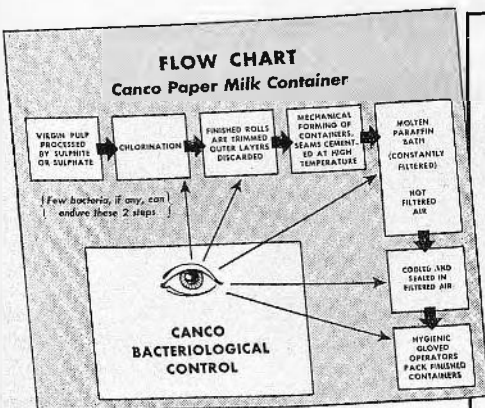 FLOW CHART
Canco Paper Milk Container
VIRGIN PULP
PROCESSED
BY SULPHITE
OR SULPHATE
CHLORINATION
FINISHED ROLLS
ARE TRIMMED
OUTER LAYERS
DISCARDED
MECHANICAL
FORMING OF
CONTAINERS,
SEAMS CEMENT-
ED AT HIGH
TEMPERATURE
MOLTEN
PARAFFIN
BATH
(CONSTANTLY
FILTERED)
HOT
FILTERED
AIR
Few bacteria, if any, can
endure these 2 steps
COOLED AND
SEALED IN
FILTERED AIR
HYGIENIC
GLOVED
OPERATORS
PACK FINISHED
CONTAINERS
CANCO
BACTERIOLOGICAL
CONTROL